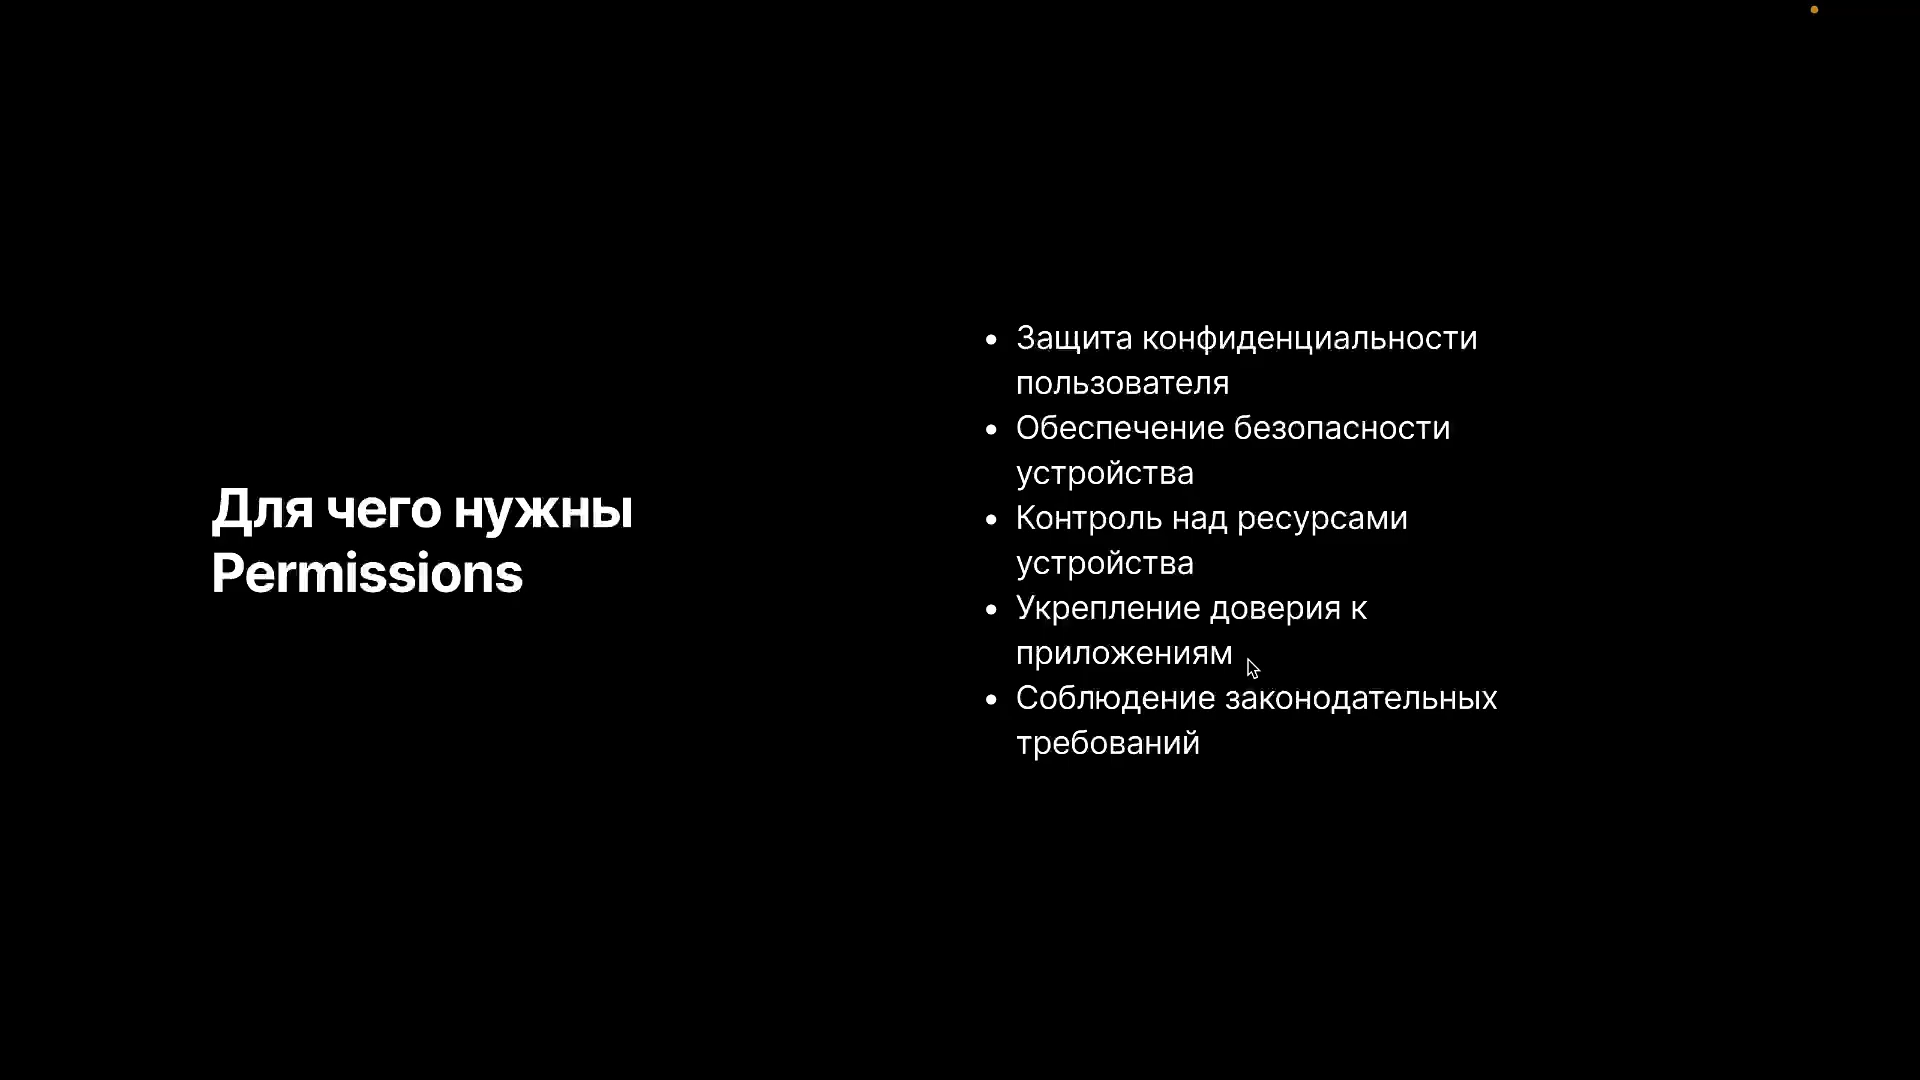 Для чего нужны
Permissions
• Защита конфиденциальности
пользователя
• Обеспечение безопасности
устройства
• Контроль над ресурсами
устройства
• Укрепление доверия к
приложениям
• Соблюдение законодательных
требований